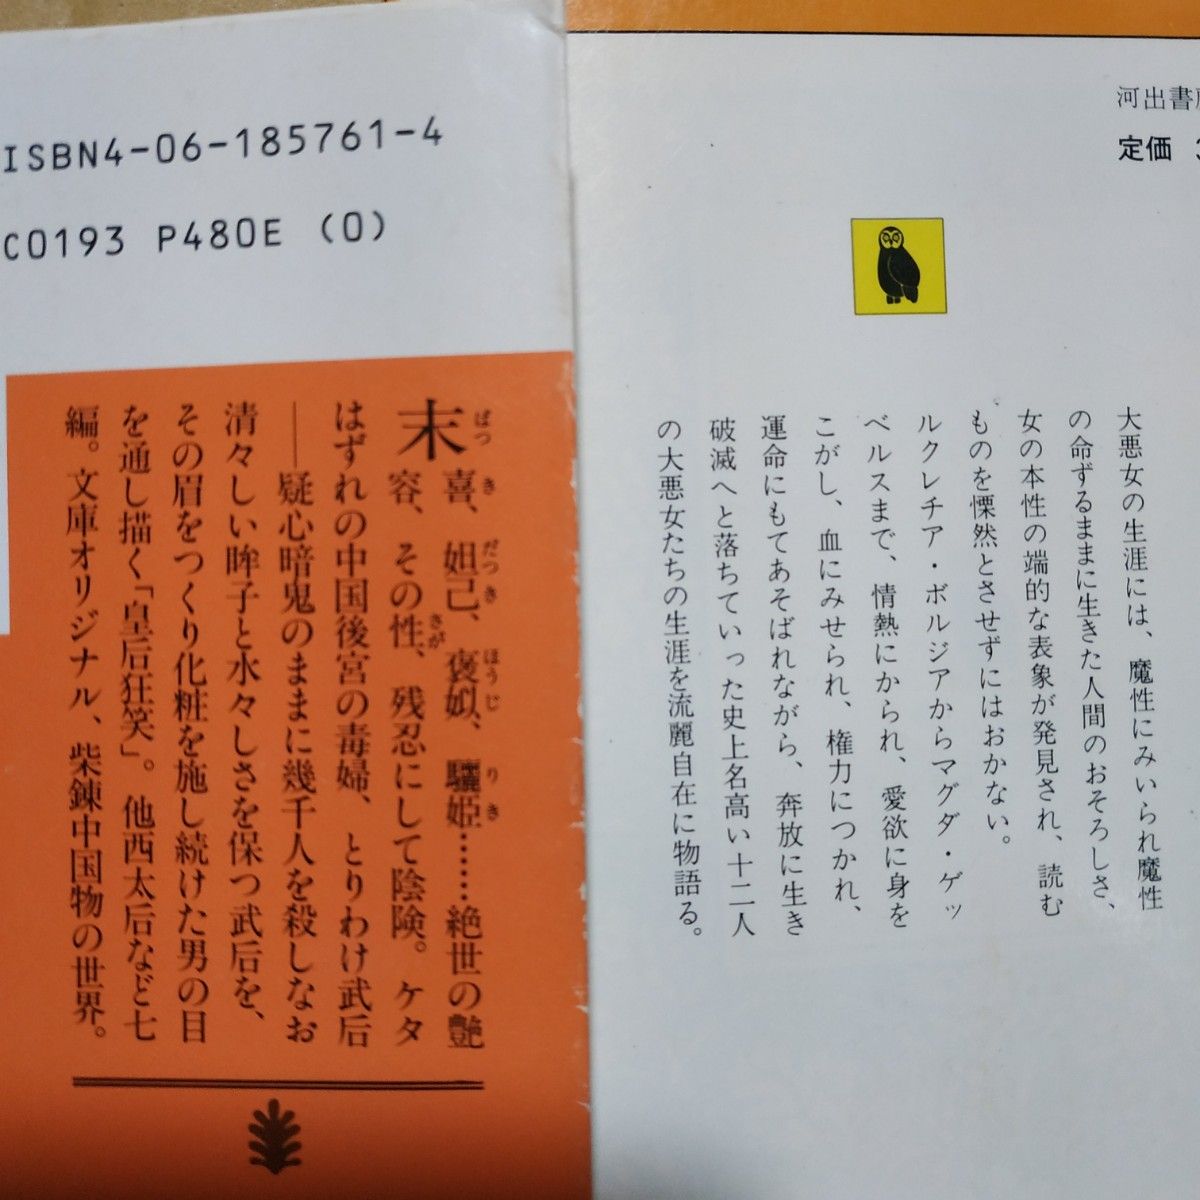 ISBN4-06-185761-4
C0193 P480E (0)
末喜、妲己、褒姒、驪姫……絶世の艶
容、その性、残忍にして陰険。ケタ
はずれの中国後宮の毒婦、とりわけ武后
——疑心暗鬼のままに幾千人を殺しなお
清々しい眸子と水々しさを保つ武后を、
その眉をつくり化粧を施し続けた男の目
を通し描く「皇后狂笑」。他西太后など七
編。文庫オリジナル、柴錬中国物の世界。
ばつき
だつき
ほうじ
りき
さが
河出書
定価
大悪女の生涯には、魔性にみいられ魔性
の命ずるままに生きた人間のおそろしさ、
女の本性の端的な表象が発見され、読む
ものを慄然とさせずにはおかない。
ルクレチア・ボルジアからマグダ・ゲッ
ベルスまで、情熱にかられ、愛欲に身を
こがし、血にみせられ、権力につかれ、
運命にもてあそばれながら、奔放に生き
破滅へと落ちていった史上名高い十二人
の大悪女たちの生涯を流麗自在に物語る。